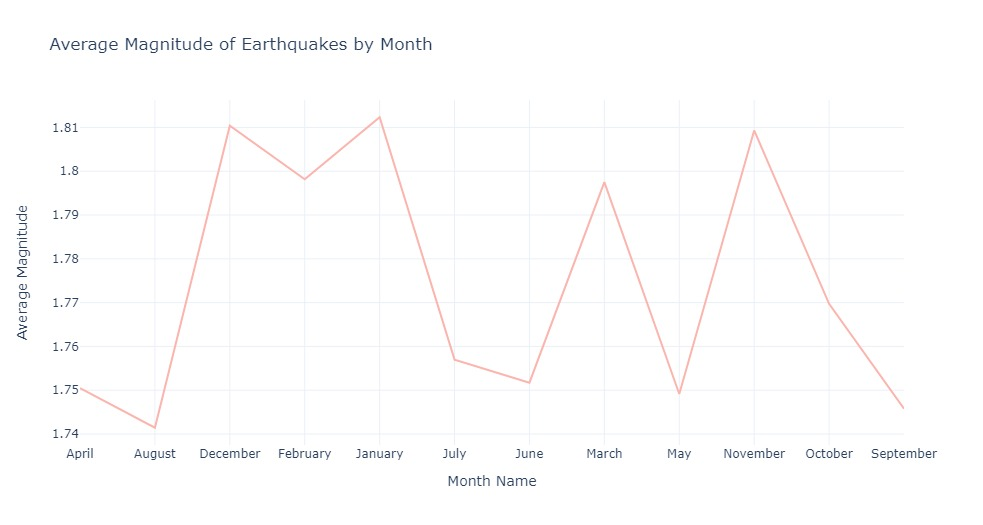 Average Magnitude of Earthquakes by Month
Average Magnitude
1.81
1.8
1.79
1.78
1.77
1.76
1.75
1.74
April August December February January July June March May November October September
Month Name